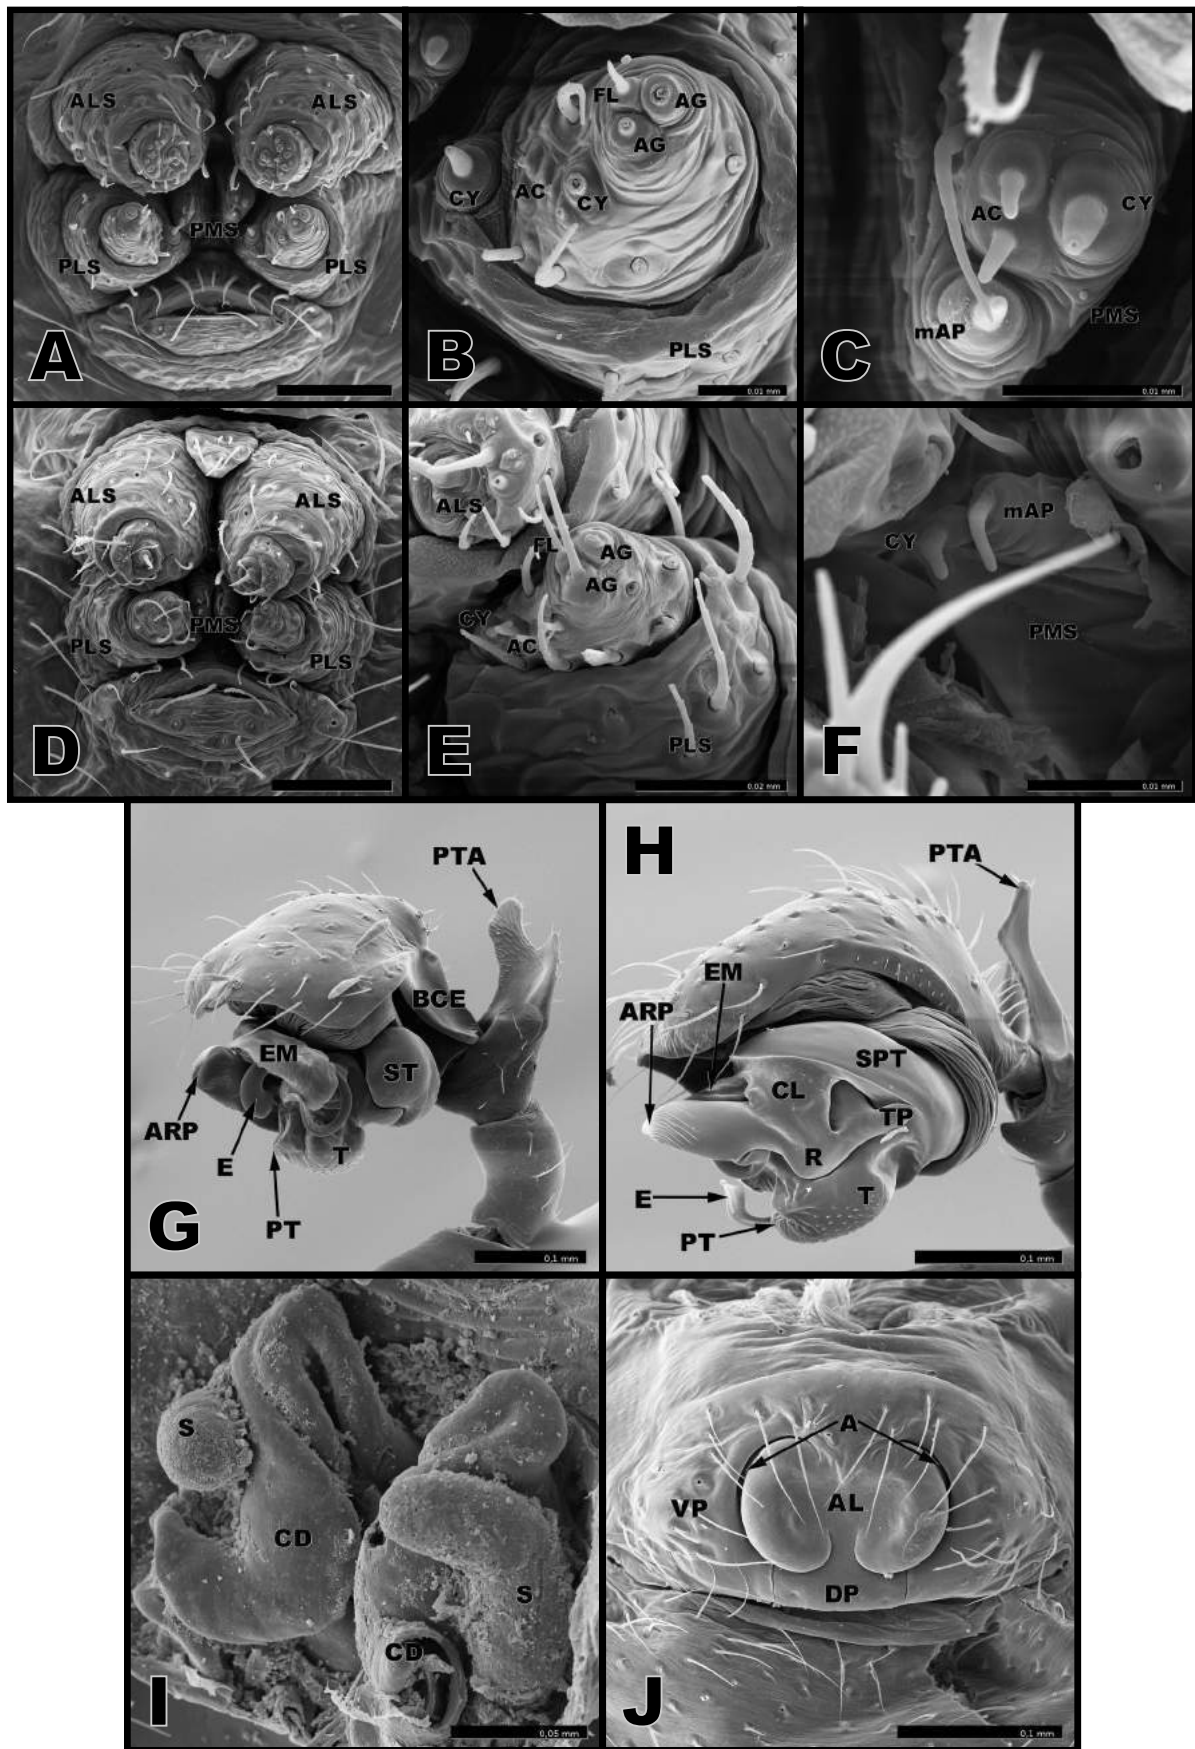 ALS ALS
PMS
PLS PLS
A
FL AG
AG
CY AC CY
PLS
B
0,01 mm
AC CY
mAP PMS
C
0,01 mm
ALS ALS
PMS
PLS PLS
D
ALS
FL AG
AG
CY
AC
PLS
E
0,02 mm
mAP
CY
PMS
F
0,01 mm
PTA
BCE
EM ST
ARP
E T
PT
G
0,1 mm
H
PTA
EM
ARP
SPT
CL
TP
R
E T
PT
0,1 mm
S
CD
S
CD
I
0,05 mm
A
VP AL
DP
J
0,1 mm